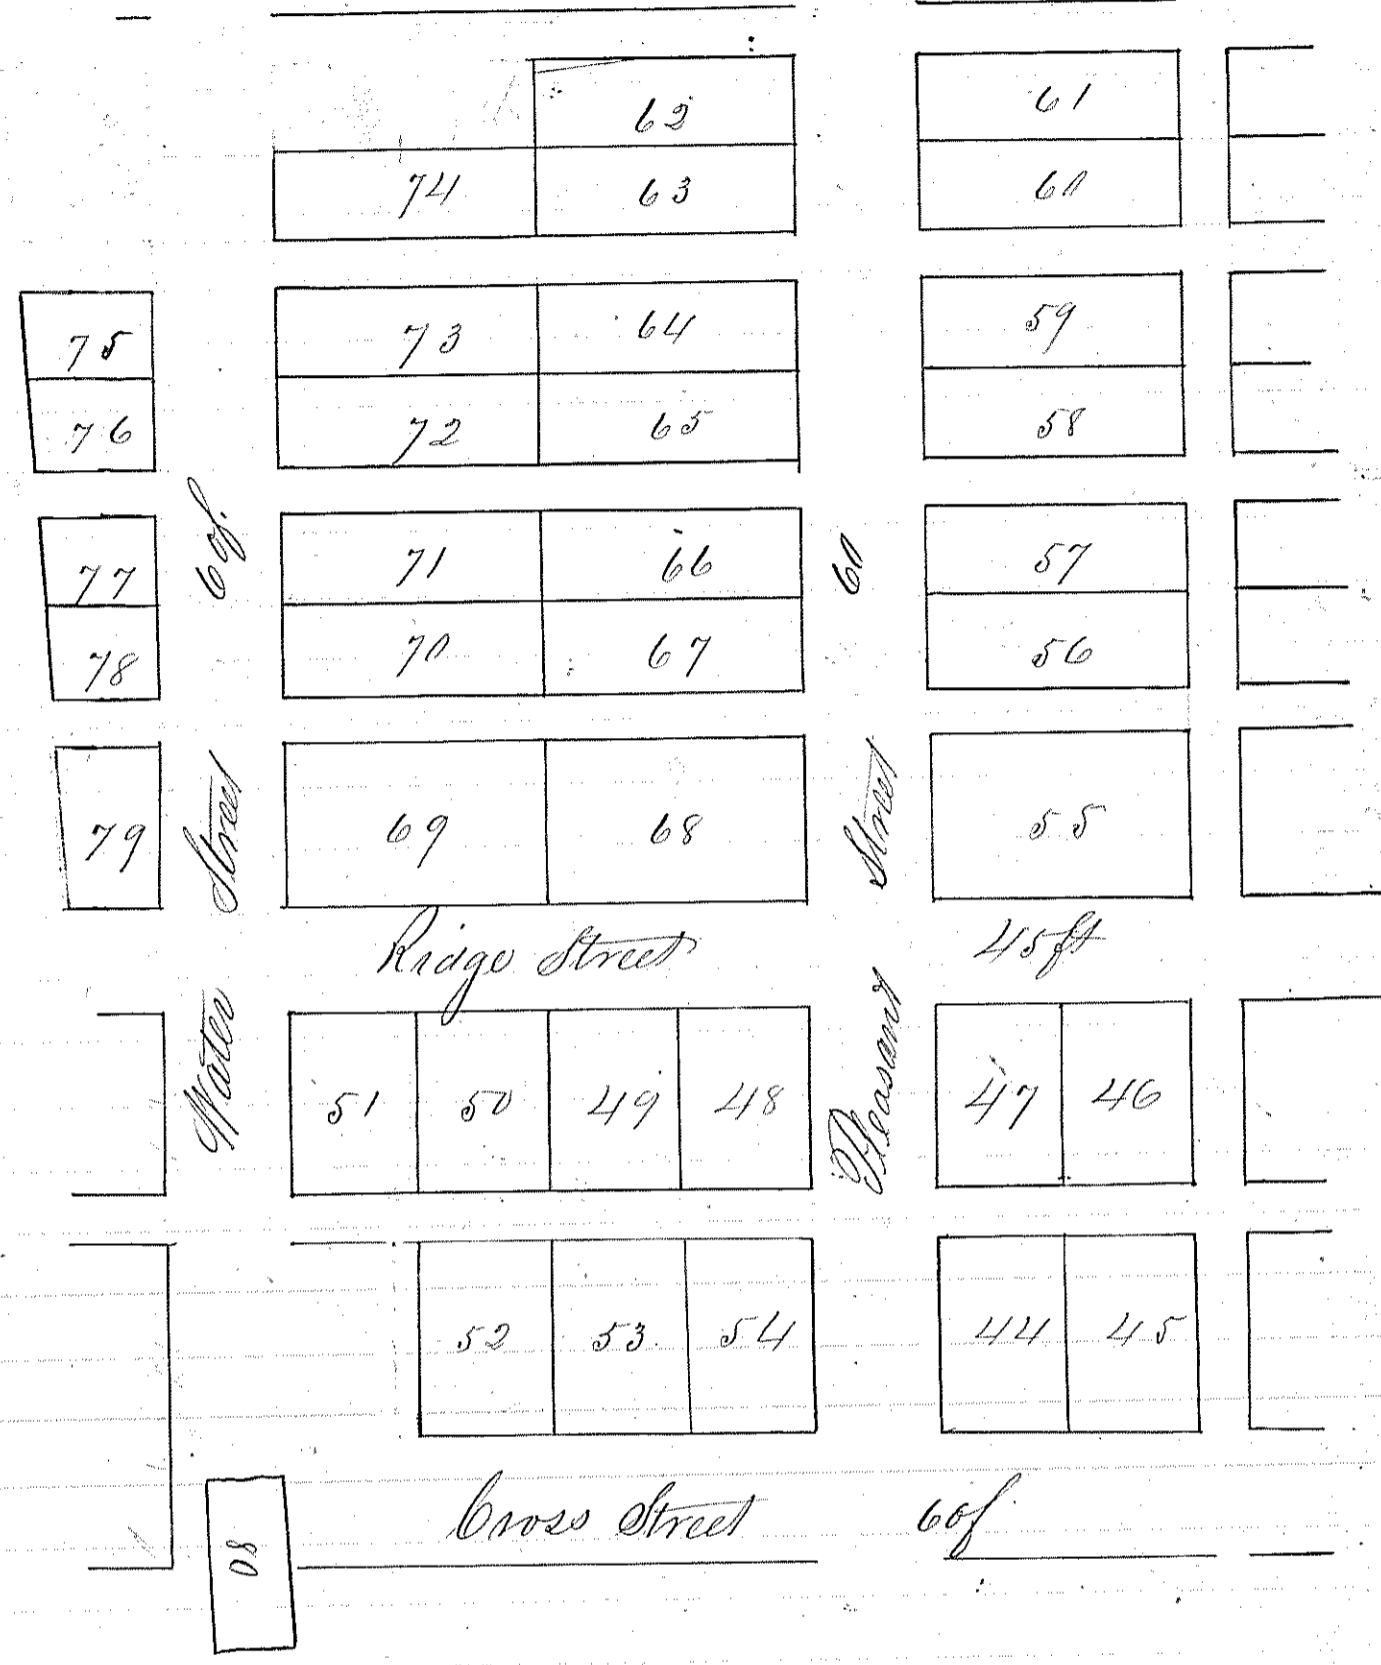 62 61
74 63 60
75 73 64 59
76 72 65 58
60f. 60
77 71 66 57
78 70 67 56
79 69 68 55
Water Street
Pleasant Street
Ridge Street 45ft
51 50 49 48 47 46
52 53 54 44 45
Cross Street 60f
80